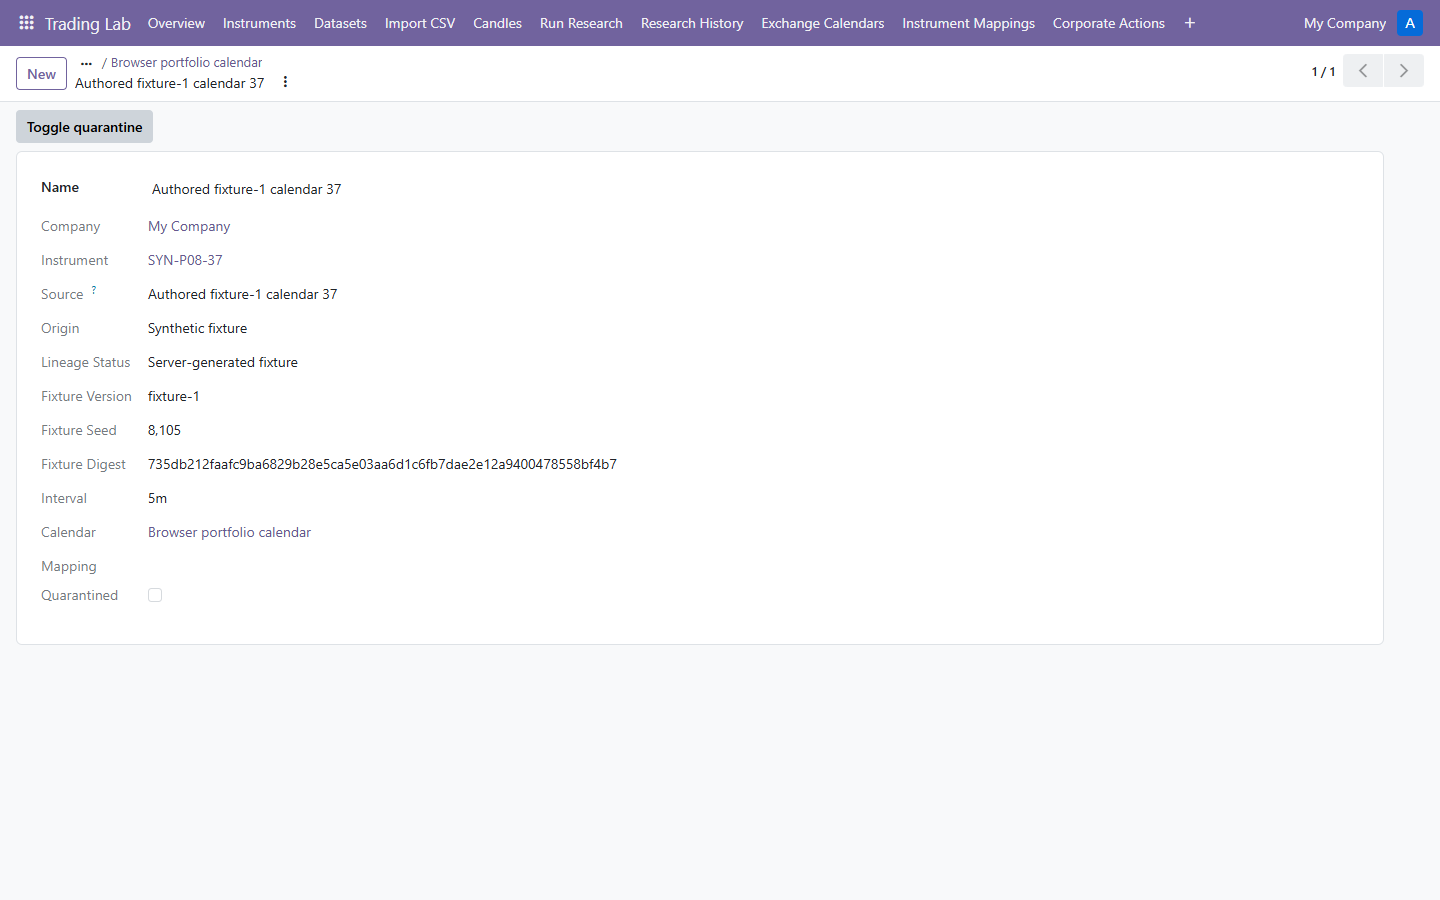 Trading Lab Overview Instruments Datasets Import CSV Candles Run Research Research History Exchange Calendars Instrument Mappings Corporate Actions + My Company A
New ... / Browser portfolio calendar
Authored fixture-1 calendar 37
1 / 1
Toggle quarantine
Name Authored fixture-1 calendar 37
Company My Company
Instrument SYN-P08-37
Source ? Authored fixture-1 calendar 37
Origin Synthetic fixture
Lineage Status Server-generated fixture
Fixture Version fixture-1
Fixture Seed 8,105
Fixture Digest 735db212faafc9ba6829b28e5ca5e03aa6d1c6fb7dae2e12a9400478558bf4b7
Interval 5m
Calendar Browser portfolio calendar
Mapping
Quarantined